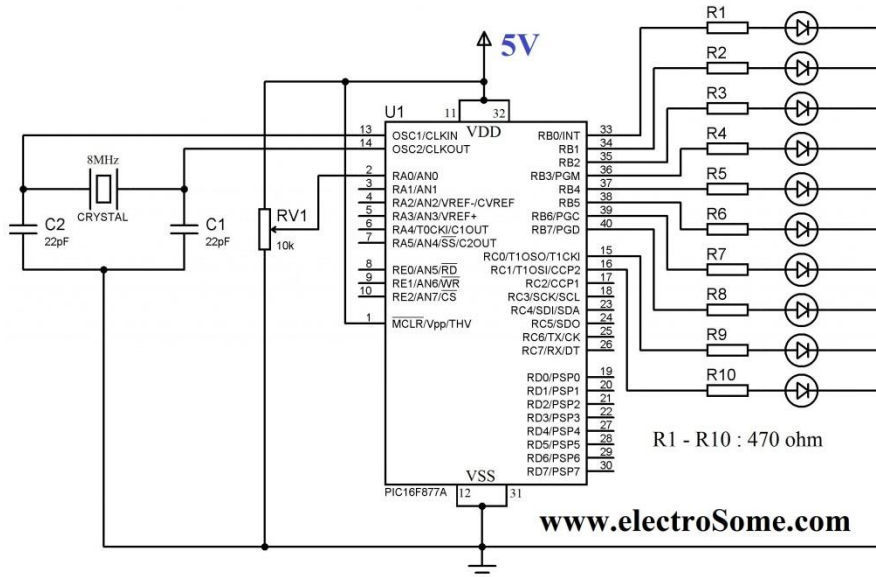 5V
U1
11
32
VDD
13
OSC1/CLKIN
14
OSC2/CLKOUT
2
RA0/AN0
3
RA1/AN1
4
RA2/AN2/VREF-/CVREF
5
RA3/AN3/VREF+
6
RA4/T0CKI/C1OUT
7
RA5/AN4/SS/C2OUT
8
RE0/AN5/RD
9
RE1/AN6/WR
10
RE2/AN7/CS
1
MCLR/Vpp/THV
RB0/INT
33
RB1
34
RB2
35
RB3/PGM
36
RB4
37
RB5
38
RB6/PGC
39
RB7/PGD
40
RC0/T1OSO/T1CKI
15
RC1/T1OSI/CCP2
16
RC2/CCP1
17
RC3/SCK/SCL
18
RC4/SDI/SDA
23
RC5/SDO
24
RC6/TX/CK
25
RC7/RX/DT
26
RD0/PSP0
19
RD1/PSP1
20
RD2/PSP2
21
RD3/PSP3
22
RD4/PSP4
27
RD5/PSP5
28
RD6/PSP6
29
RD7/PSP7
30
VSS
PIC16F877A
12
31
8MHz
CRYSTAL
C2
22pF
C1
22pF
RV1
10k
R1
R2
R3
R4
R5
R6
R7
R8
R9
R10
R1 - R10 : 470 ohm
www.electroSome.com